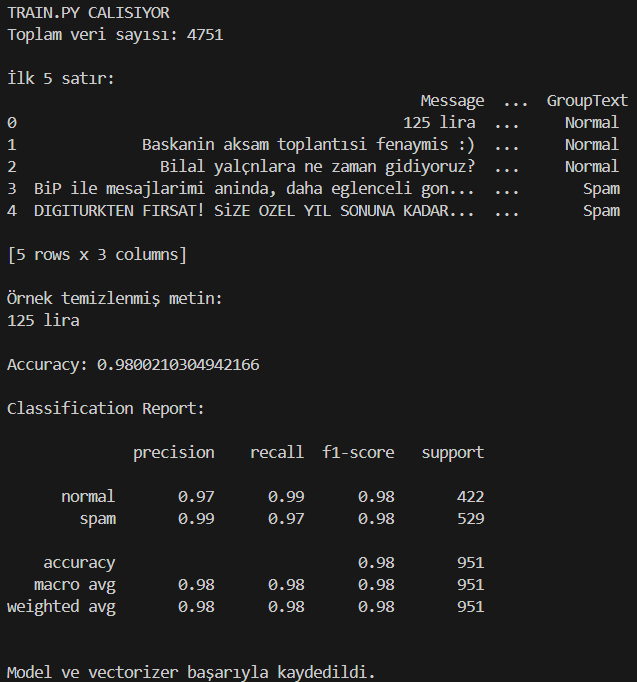 TRAIN.PY CALISIYOR
Toplam veri sayısı: 4751
İlk 5 satır:
Message ... GroupText
0 125 lira ... Normal
1 Baskanin aksam toplantısi fenaymis :) ... Normal
2 Bilal yalçınlara ne zaman gidiyoruz? ... Normal
3 BiP ile mesajlarimi aninda, daha eglenceli gon... ... Spam
4 DIGITURKTEN FIRSAT! SiZE OZEL YIL SONUNA KADAR... ... Spam
[5 rows x 3 columns]
Örnek temizlenmiş metin:
125 lira
Accuracy: 0.9800210304942166
Classification Report:
precision recall f1-score support
normal 0.97 0.99 0.98 422
spam 0.99 0.97 0.98 529
accuracy 0.98 951
macro avg 0.98 0.98 0.98 951
weighted avg 0.98 0.98 0.98 951
Model ve vectorizer başarıyla kaydedildi.